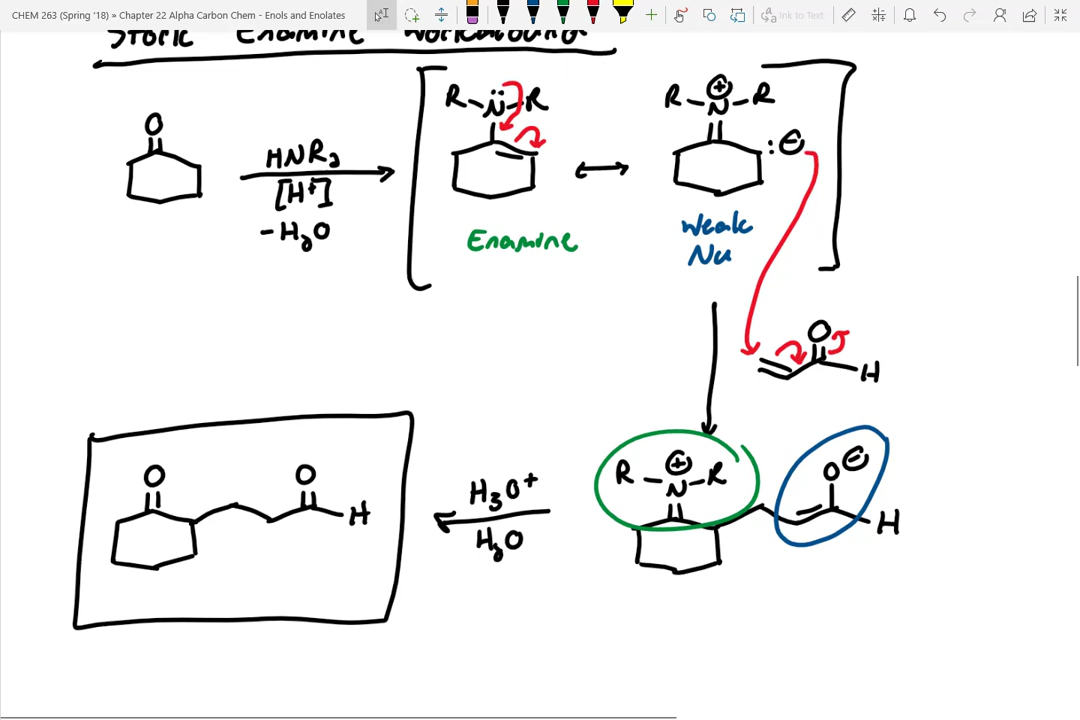 CHEM 263 (Spring '18) » Chapter 22 Alpha Carbon Chem - Enols and Enolates
Ink to Text
Stork Enamine
O
HNR₂
[H⁺]
-H₂O
R-N̈-R
Enamine
R-N-R
⊕
:⊖
Weak
Nu
O
H
R-N-R
⊕
O⊖
H
H₃O⁺
H₂O
O
O
H